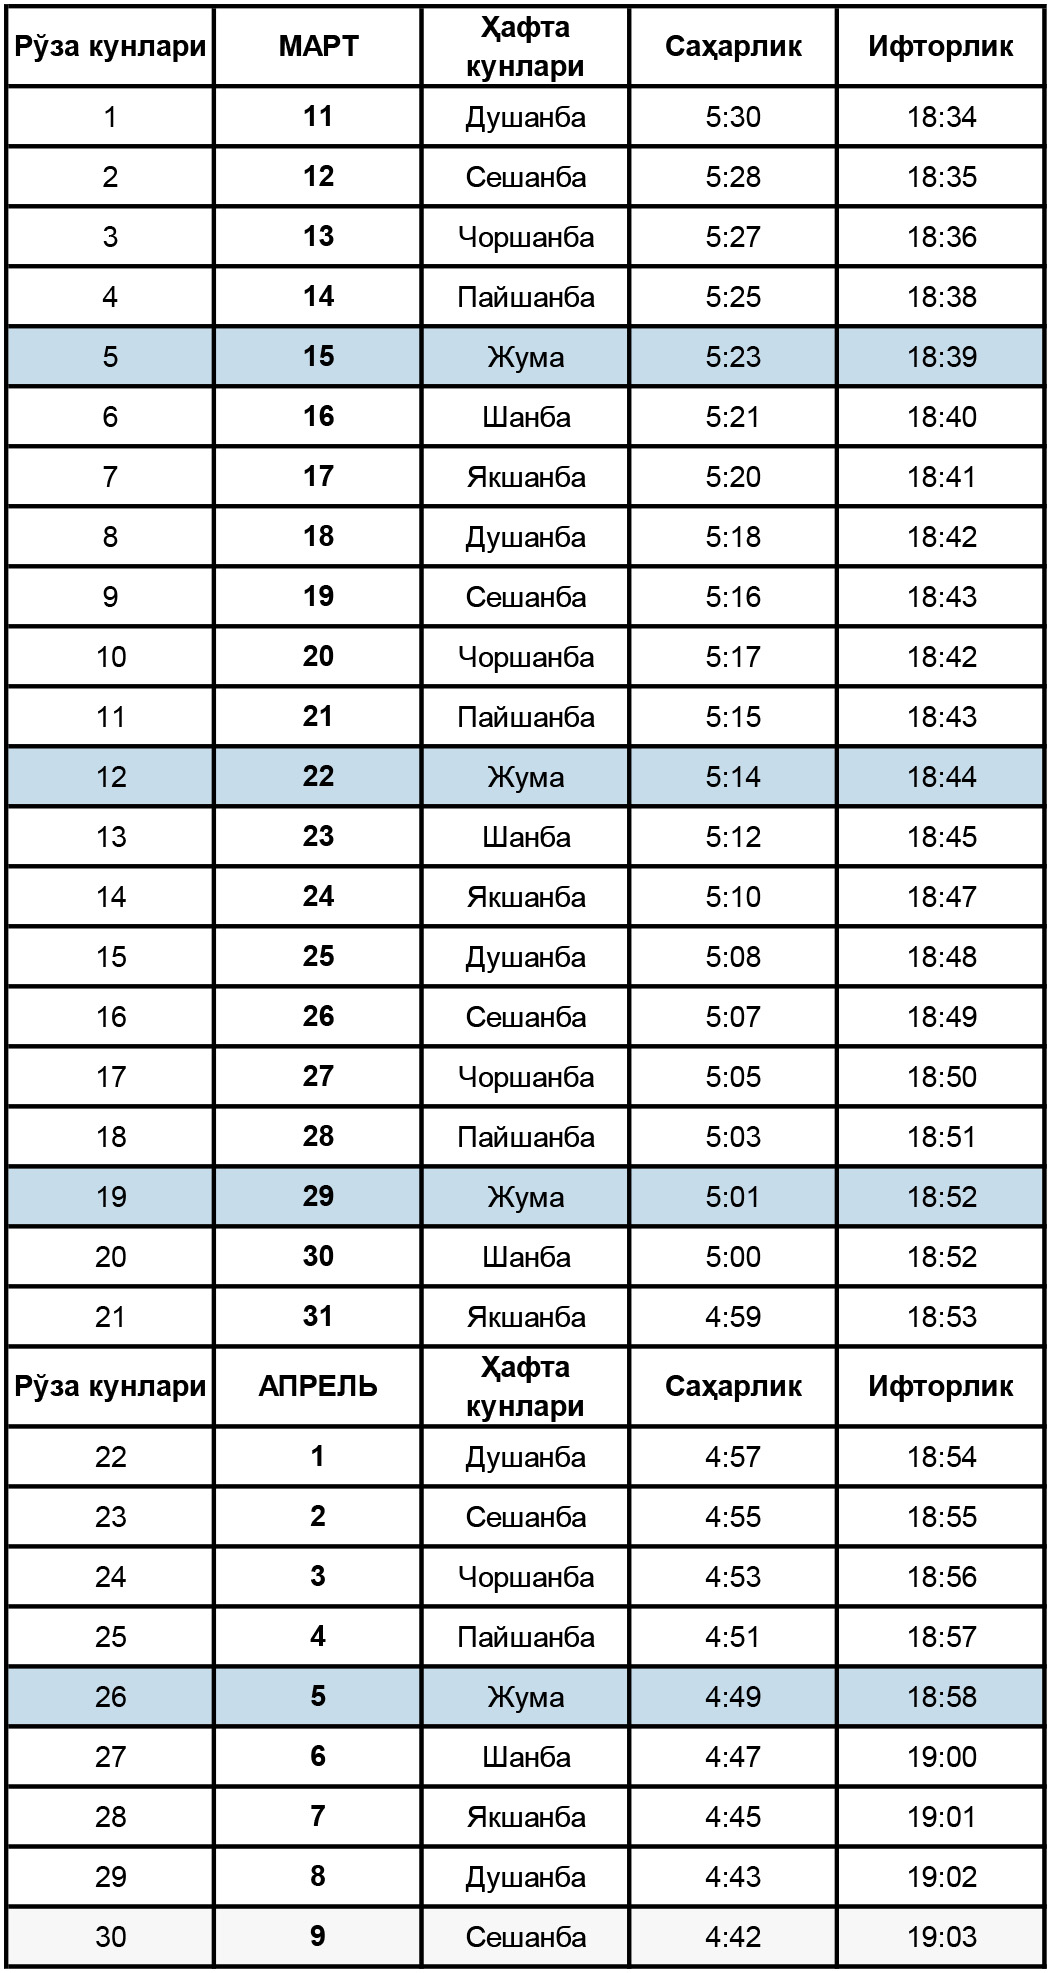 Рўза кунлари МАРТ Ҳафта кунлари Саҳарлик Ифторлик
1 11 Душанба 5:30 18:34
2 12 Сешанба 5:28 18:35
3 13 Чоршанба 5:27 18:36
4 14 Пайшанба 5:25 18:38
5 15 Жума 5:23 18:39
6 16 Шанба 5:21 18:40
7 17 Якшанба 5:20 18:41
8 18 Душанба 5:18 18:42
9 19 Сешанба 5:16 18:43
10 20 Чоршанба 5:17 18:42
11 21 Пайшанба 5:15 18:43
12 22 Жума 5:14 18:44
13 23 Шанба 5:12 18:45
14 24 Якшанба 5:10 18:47
15 25 Душанба 5:08 18:48
16 26 Сешанба 5:07 18:49
17 27 Чоршанба 5:05 18:50
18 28 Пайшанба 5:03 18:51
19 29 Жума 5:01 18:52
20 30 Шанба 5:00 18:52
21 31 Якшанба 4:59 18:53
Рўза кунлари АПРЕЛЬ Ҳафта кунлари Саҳарлик Ифторлик
22 1 Душанба 4:57 18:54
23 2 Сешанба 4:55 18:55
24 3 Чоршанба 4:53 18:56
25 4 Пайшанба 4:51 18:57
26 5 Жума 4:49 18:58
27 6 Шанба 4:47 19:00
28 7 Якшанба 4:45 19:01
29 8 Душанба 4:43 19:02
30 9 Сешанба 4:42 19:03